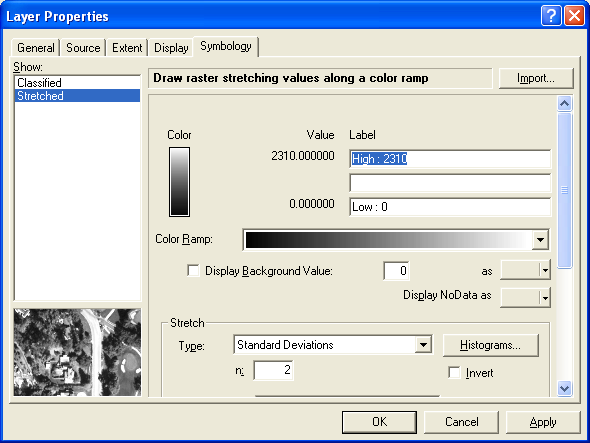 Layer Properties
General Source Extent Display Symbology
Show:
Classified
Stretched
Draw raster stretching values along a color ramp
Import...
Color Value Label
2310.000000 High : 2310
0.000000 Low : 0
Color Ramp:
Display Background Value: 0 as
Display NoData as
Stretch
Type: Standard Deviations Histograms...
n: 2 Invert
OK Cancel Apply